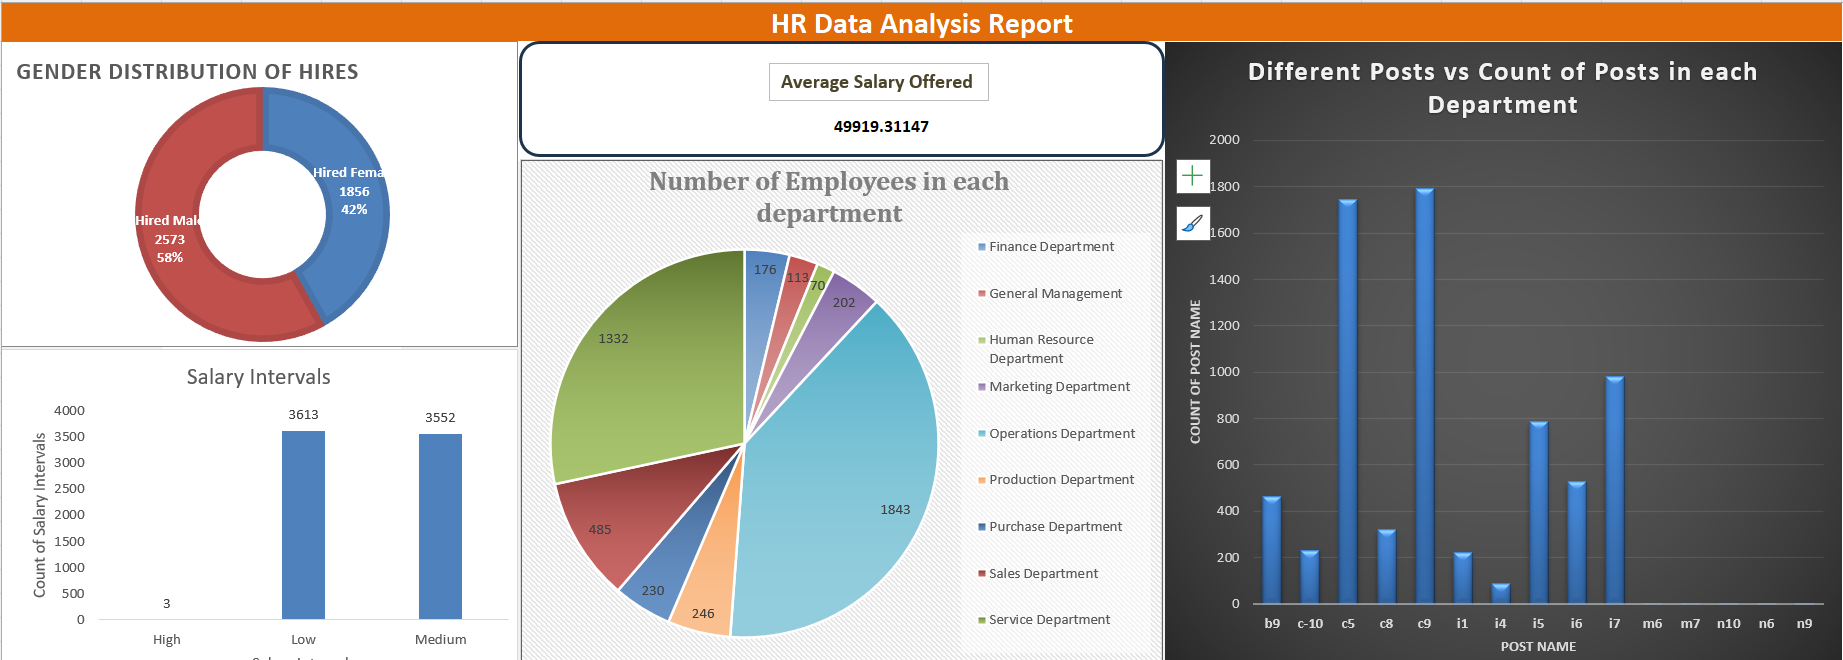 HR Data Analysis Report
GENDER DISTRIBUTION OF HIRES
Hired Fema
1856
42%
Hired Mal
2573
58%
Salary Intervals
Count of Salary Intervals
4000
3500
3000
2500
2000
1500
1000
500
0
3
3613
3552
High
Low
Medium
Average Salary Offered
49919.31147
Number of Employees in each
department
176
113
70
202
1843
246
230
485
1332
Finance Department
General Management
Human Resource
Department
Marketing Department
Operations Department
Production Department
Purchase Department
Sales Department
Service Department
Different Posts vs Count of Posts in each
Department
COUNT OF POST NAME
2000
1800
1600
1400
1200
1000
800
600
400
200
0
b9
c-10
c5
c8
c9
i1
i4
i5
i6
i7
m6
m7
n10
n6
n9
POST NAME